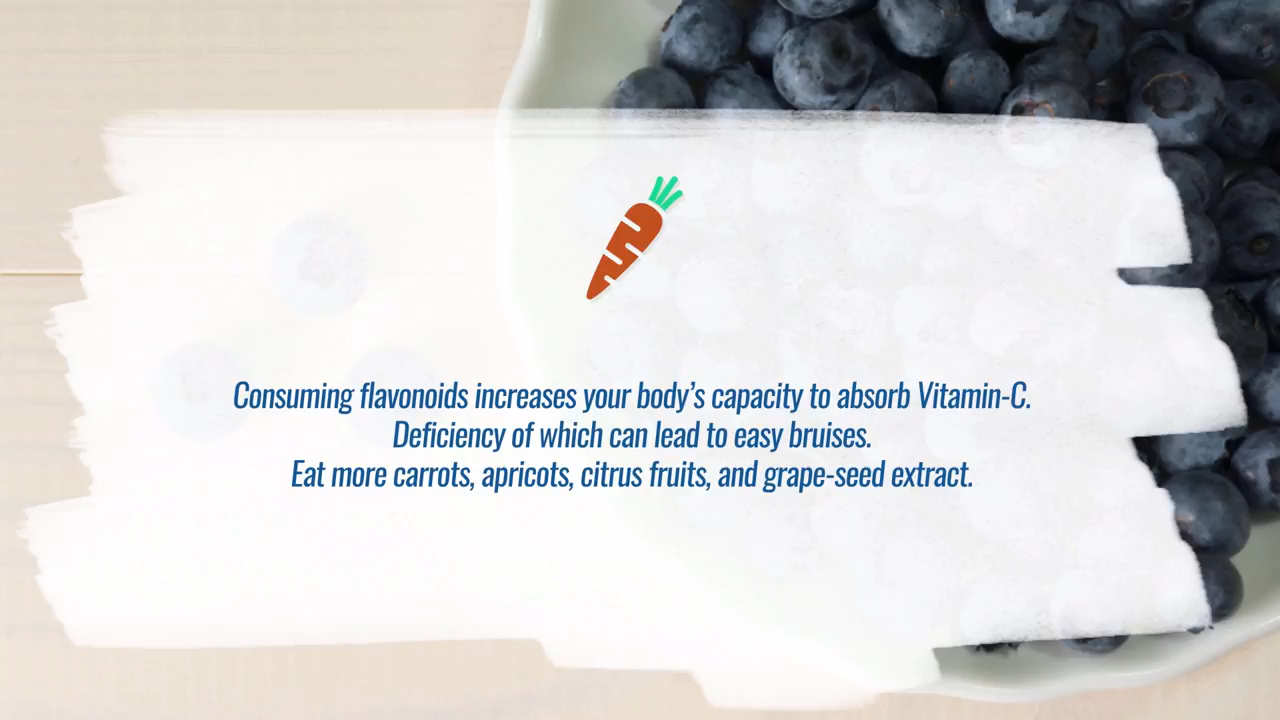 Consuming flavonoids increases your body’s capacity to absorb Vitamin-C.
Deficiency of which can lead to easy bruises.
Eat more carrots, apricots, citrus fruits, and grape-seed extract.